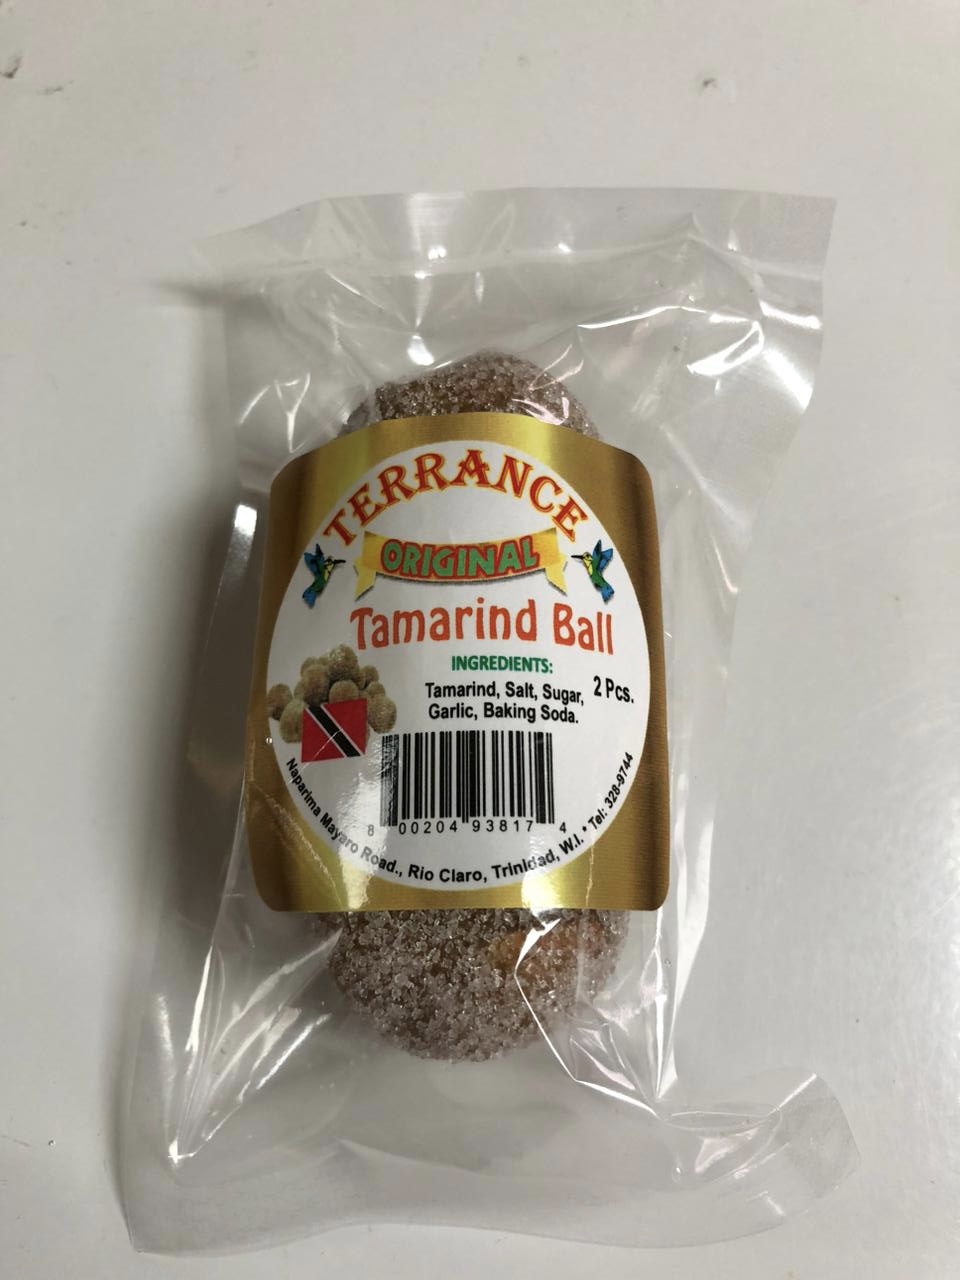 TERRANCE
ORIGINAL
Tamarind Ball
INGREDIENTS:
Tamarind, Salt, Sugar,
Garlic, Baking Soda.
2 Pcs.
8 00204 93817 4
Naparima Mayaro Road., Rio Claro, Trinidad, W.I. * Tel: 328-9744